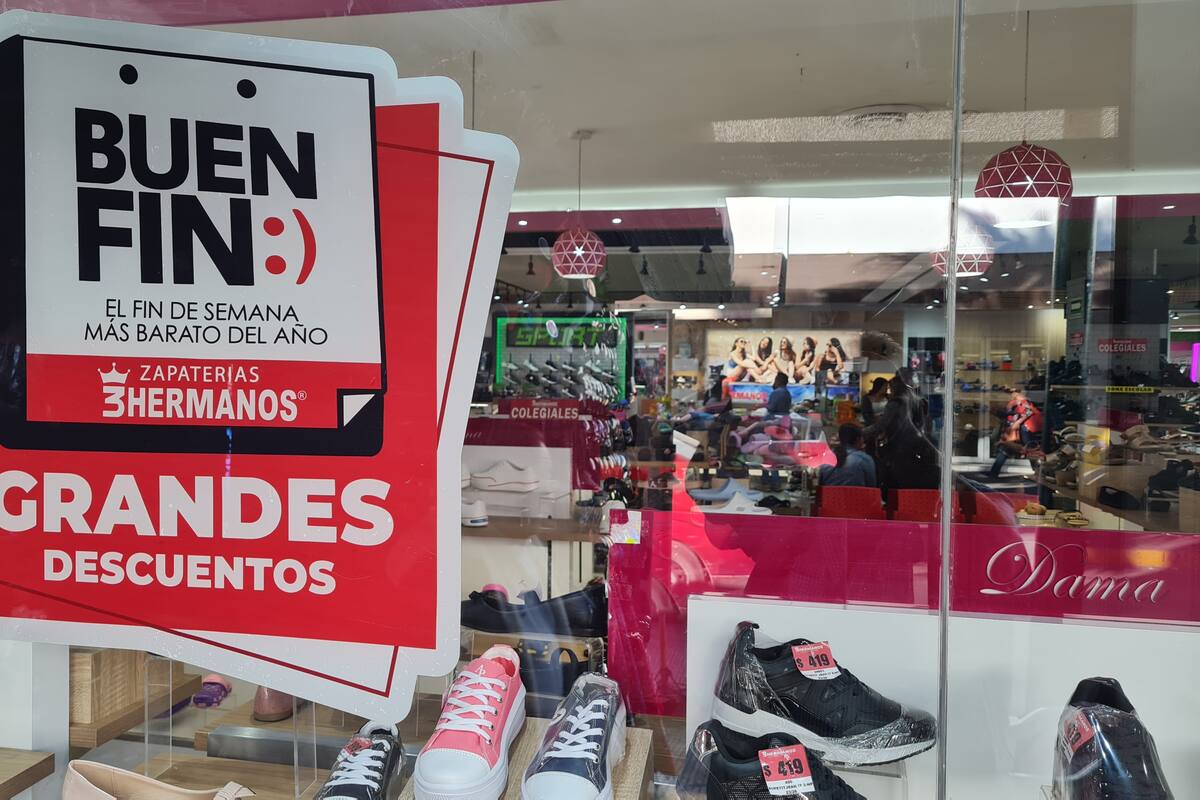 BUEN
FIN:)
EL FIN DE SEMANA
MÁS BARATO DEL AÑO
ZAPATERIAS
3HERMANOS®
GRANDES
DESCUENTOS
SPORT
COLEGIALES
COLEGIALES
Dama
$ 419
$ 419